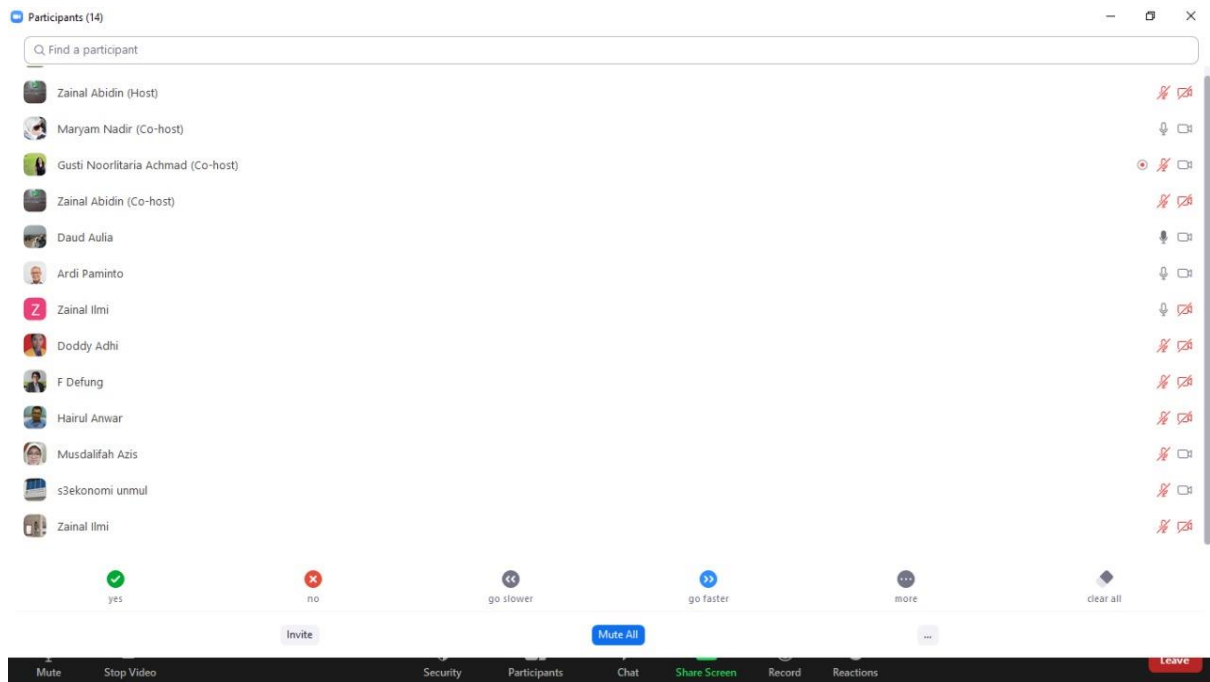 Participants (14)
Find a participant
Zainal Abidin (Host)
Maryam Nadir (Co-host)
Gusti Noorlitaria Achmad (Co-host)
Zainal Abidin (Co-host)
Daud Aulia
Ardi Paminto
Z Zainal Ilmi
Doddy Adhi
F Defung
Hairul Anwar
Musdalifah Azis
s3ekonomi unmul
Zainal Ilmi
yes no go slower go faster more clear all
Invite Mute All ...
Mute Stop Video Security Participants Chat Share Screen Record Reactions Leave